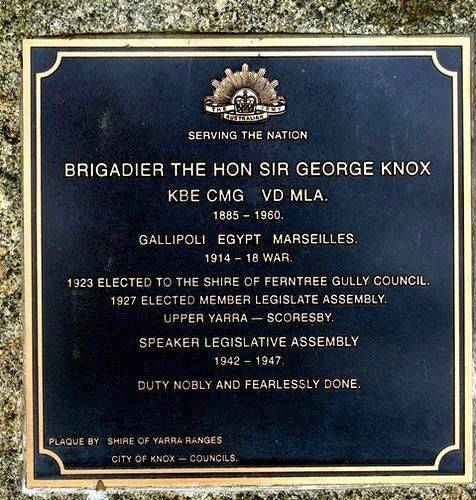 THE ARMY
AUSTRALIAN
SERVING THE NATION
BRIGADIER THE HON SIR GEORGE KNOX
KBE CMG VD MLA.
1885 – 1960.
GALLIPOLI EGYPT MARSEILLES.
1914 – 18 WAR.
1923 ELECTED TO THE SHIRE OF FERNTREE GULLY COUNCIL.
1927 ELECTED MEMBER LEGISLATE ASSEMBLY.
UPPER YARRA — SCORESBY.
SPEAKER LEGISLATIVE ASSEMBLY
1942 – 1947.
DUTY NOBLY AND FEARLESSLY DONE.
PLAQUE BY SHIRE OF YARRA RANGES
CITY OF KNOX – COUNCILS.